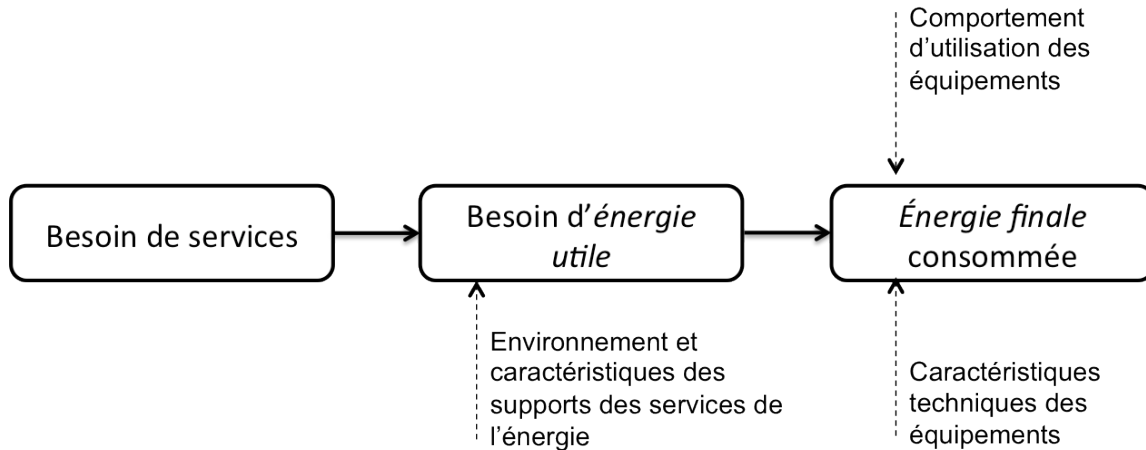 Comportement
d’utilisation des
équipements
Besoin de services
Besoin d’énergie
utile
Énergie finale
consommée
Environnement et
caractéristiques des
supports des services de
l’énergie
Caractéristiques
techniques des
équipements